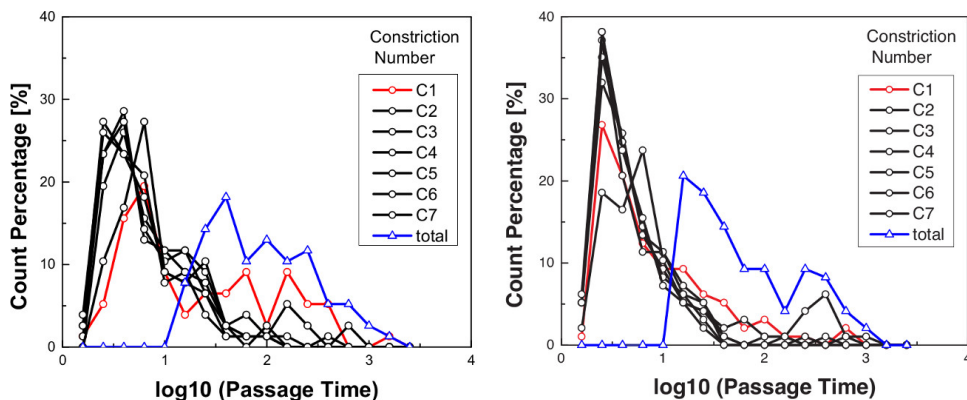 40
30
20
10
0
Count Percentage [%]
0 1 2 3 4
log10 (Passage Time)
Constriction
Number
C1
C2
C3
C4
C5
C6
C7
total
40
30
20
10
0
Count Percentage [%]
0 1 2 3 4
log10 (Passage Time)
Constriction
Number
C1
C2
C3
C4
C5
C6
C7
total